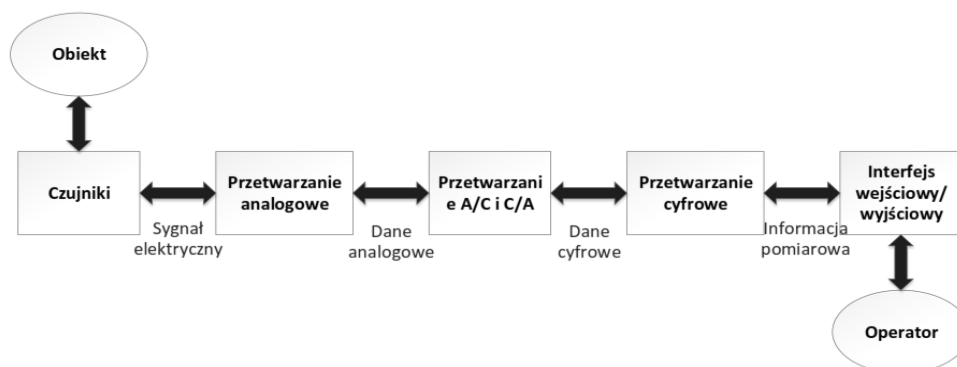 Obiekt
Czujniki
Sygnał
elektryczny
Przetwarzanie
analogowe
Dane
analogowe
Przetwarzani
e A/C i C/A
Dane
cyfrowe
Przetwarzanie
cyfrowe
Informacja
pomiarowa
Interfejs
wejściowy/
wyjściowy
Operator